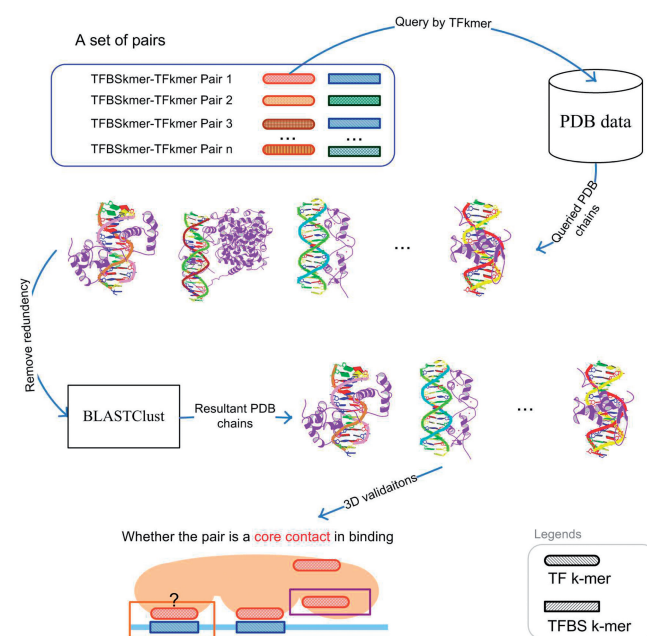 A set of pairs
Query by TFkmer
TFBSkmer-TFkmer Pair 1
TFBSkmer-TFkmer Pair 2
TFBSkmer-TFkmer Pair 3
... ...
TFBSkmer-TFkmer Pair n
PDB data
Queried PDB
chains
...
Remove redundency
BLASTClust
Resultant PDB
chains
...
3D validaitons
Whether the pair is a core contact in binding
?
Legends
TF k-mer
TFBS k-mer